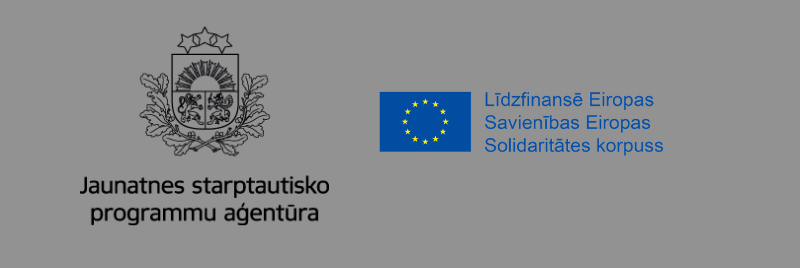 Jaunatnes starptautisko
programmu aģentūra
Līdzfinansē Eiropas
Savienības Eiropas
Solidaritātes korpuss